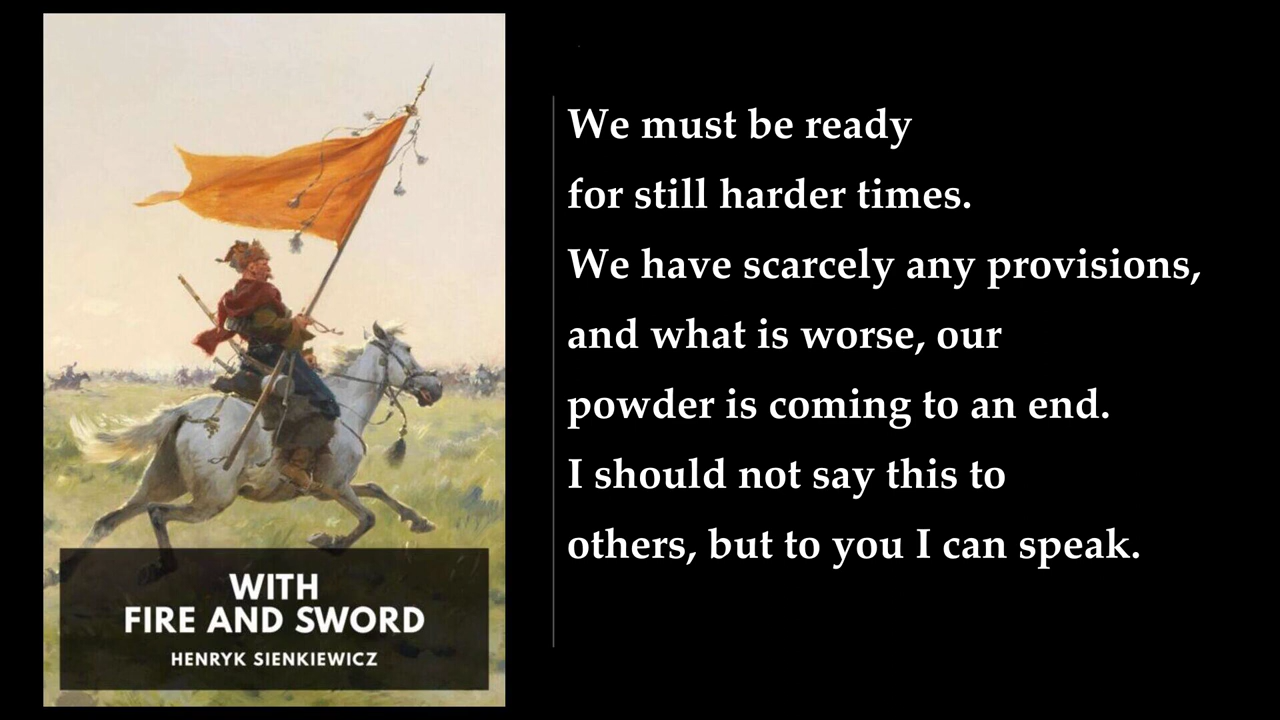 WITH
FIRE AND SWORD
HENRYK SIENKIEWICZ
We must be ready
for still harder times.
We have scarcely any provisions,
and what is worse, our
powder is coming to an end.
I should not say this to
others, but to you I can speak.